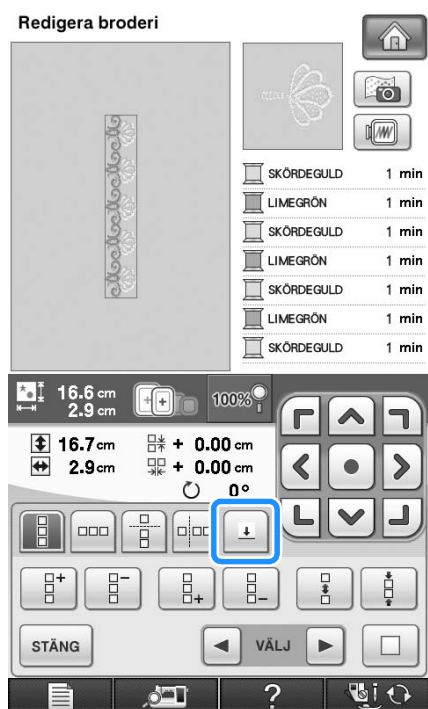 Redigera broderi
SKÖRDEGULD 1 min
LIMEGRÖN 1 min
SKÖRDEGULD 1 min
LIMEGRÖN 1 min
SKÖRDEGULD 1 min
LIMEGRÖN 1 min
SKÖRDEGULD 1 min
16.6 cm
2.9 cm
100%
16.7 cm + 0.00 cm
2.9 cm + 0.00 cm
0°
STÄNG VÄLJ
?